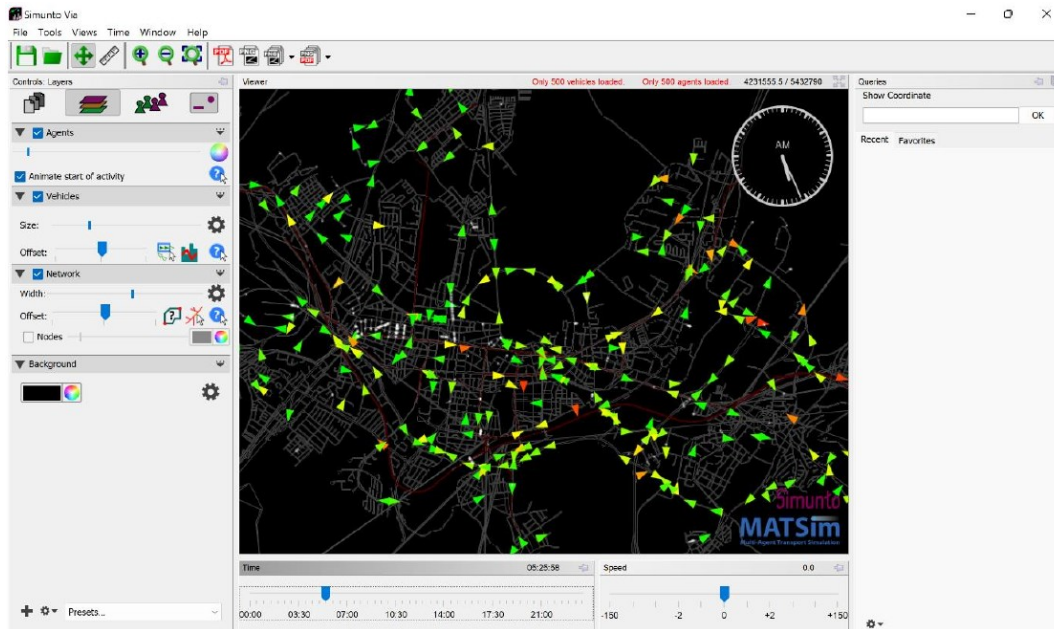 Simunto Via
File Tools Views Time Window Help
Controls: Layers
Agents
Animate start of activity
Vehicles
Size:
Offset:
Network
Width:
Offset:
Nodes
Background
Presets...
Viewer
Only 500 vehicles loaded.
Only 500 agents loaded.
4231555.5 / 5432790
AM
Simunto
MATSim
Multi-Agent Transport Simulation
Time
05:26:58
00:00 03:30 07:00 10:30 14:00 17:30 21:00
Speed
0.0
-150 -2 0 +2 +150
Queries
Show Coordinate
OK
Recent Favorites